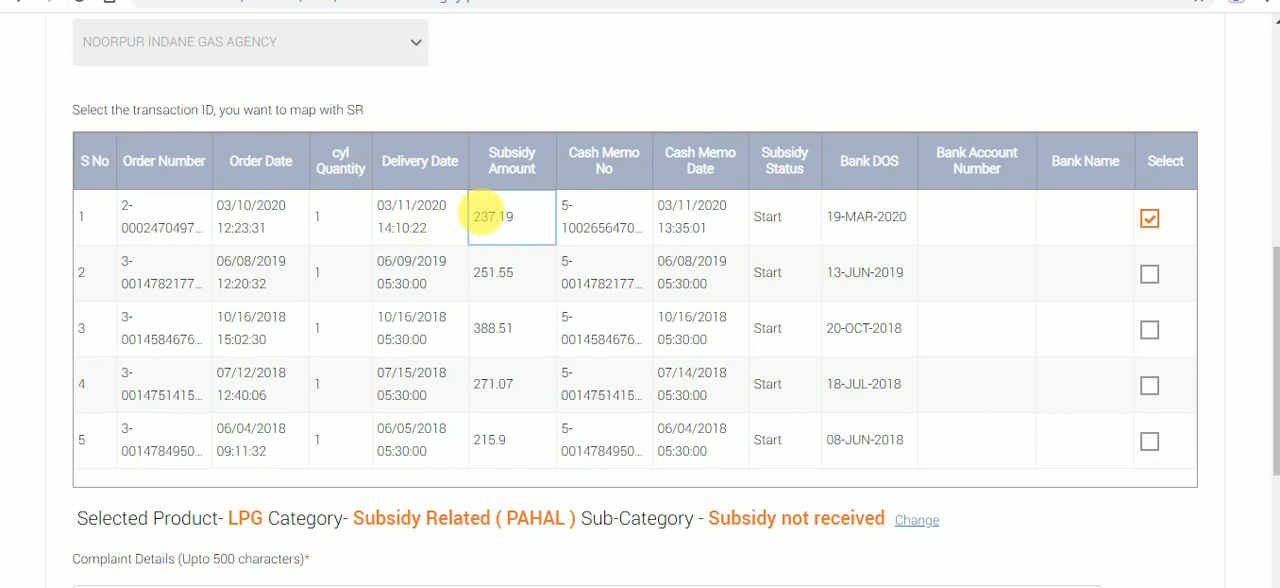 NOORPUR INDANE GAS AGENCY
Select the transaction ID, you want to map with SR
S No Order Number Order Date cyl Quantity Delivery Date Subsidy Amount Cash Memo No Cash Memo Date Subsidy Status Bank DOS Bank Account Number Bank Name Select
1 2-0002470497... 03/10/2020 12:23:31 1 03/11/2020 14:10:22 237.19 5-1002656470... 03/11/2020 13:35:01 Start 19-MAR-2020
2 3-0014782177... 06/08/2019 12:20:32 1 06/09/2019 05:30:00 251.55 5-0014782177... 06/08/2019 05:30:00 Start 13-JUN-2019
3 3-0014584676... 10/16/2018 15:02:30 1 10/16/2018 05:30:00 388.51 5-0014584676... 10/16/2018 05:30:00 Start 20-OCT-2018
4 3-0014751415... 07/12/2018 12:40:06 1 07/15/2018 05:30:00 271.07 5-0014751415... 07/14/2018 05:30:00 Start 18-JUL-2018
5 3-0014784950... 06/04/2018 09:11:32 1 06/05/2018 05:30:00 215.9 5-0014784950... 06/04/2018 05:30:00 Start 08-JUN-2018
Selected Product- LPG Category- Subsidy Related ( PAHAL ) Sub-Category - Subsidy not received Change
Complaint Details (Upto 500 characters)*